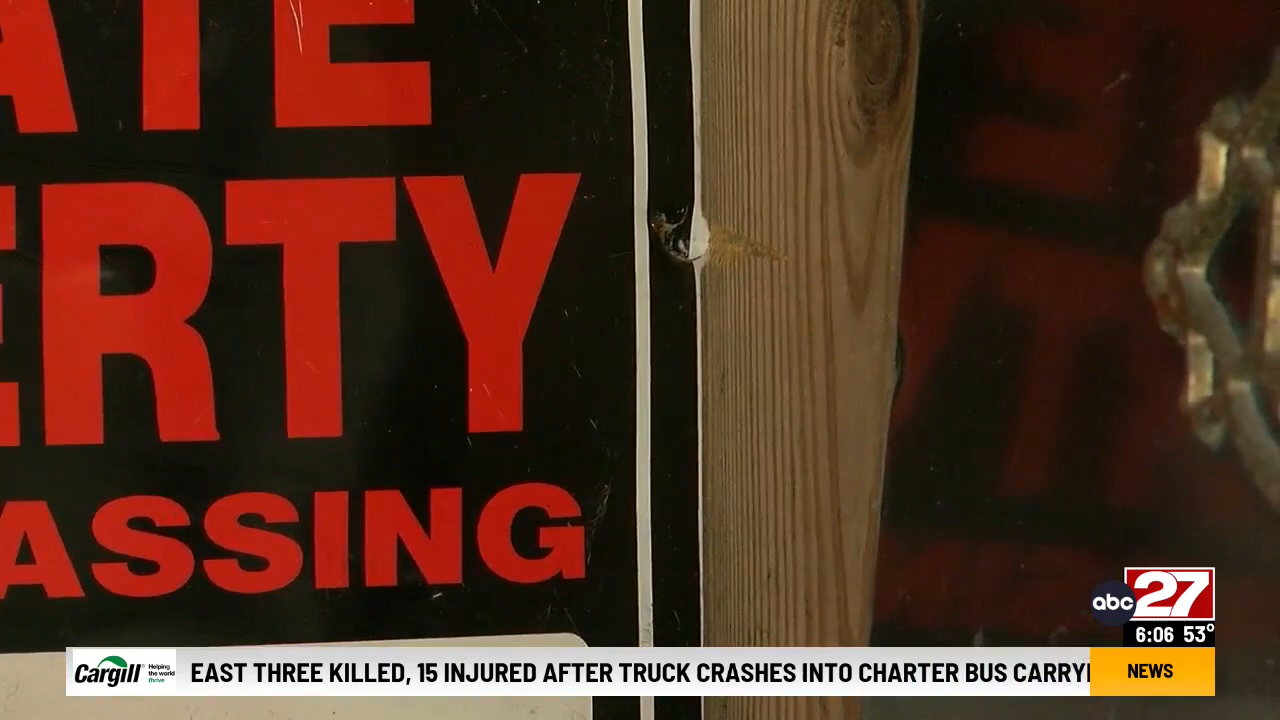 ATE
ERTY
ASSING
abc 27
6:06 53°
Cargill Helping the world thrive
EAST THREE KILLED, 15 INJURED AFTER TRUCK CRASHES INTO CHARTER BUS CARRYI
NEWS